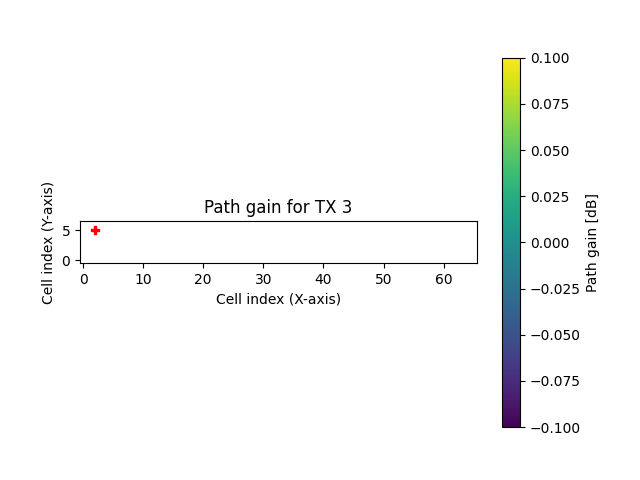 Path gain for TX 3
Cell index (Y-axis)
5
0
0 10 20 30 40 50 60
Cell index (X-axis)
0.100
0.075
0.050
0.025
0.000
−0.025
−0.050
−0.075
−0.100
Path gain [dB]